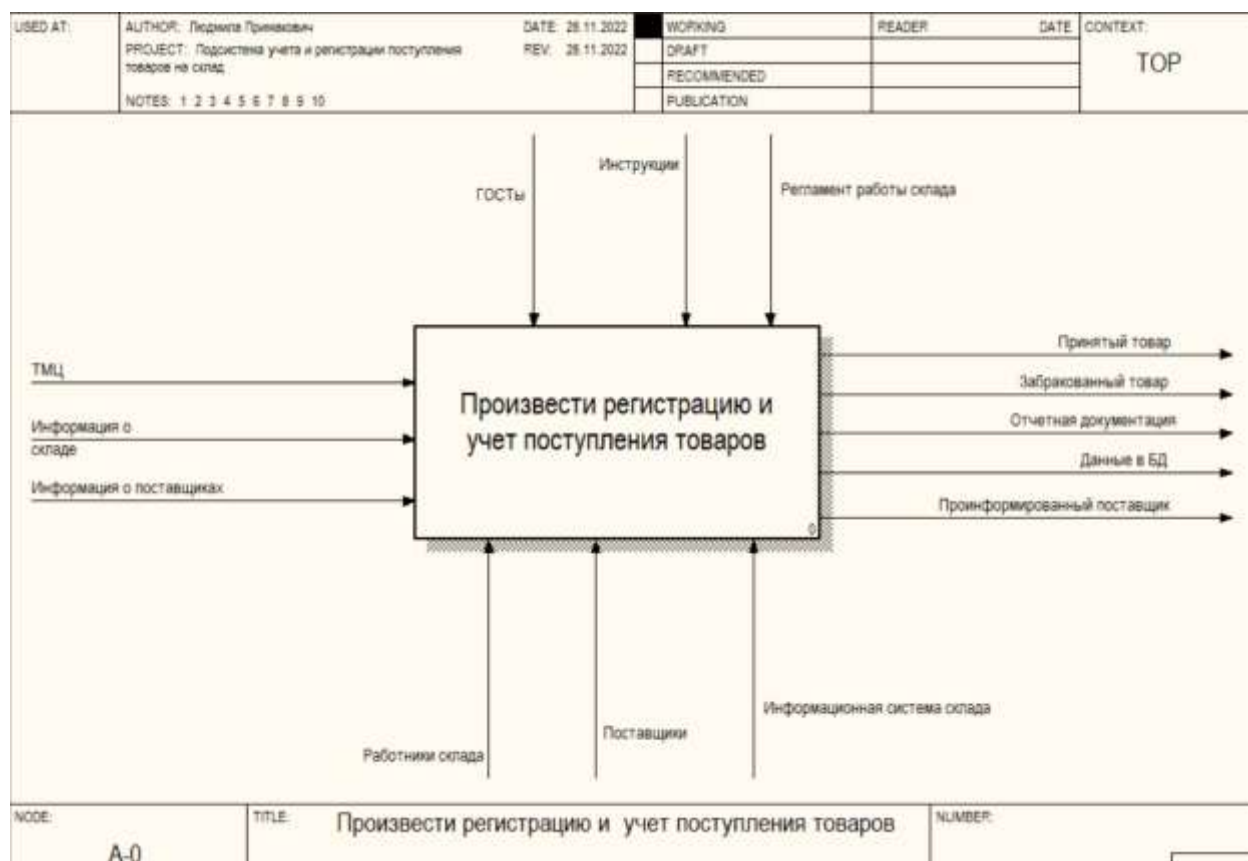 USED AT:
AUTHOR: Людмила Примакович
DATE: 28.11.2022
PROJECT: Подсистема учета и регистрации поступления
товаров на склад
REV: 28.11.2022
NOTES: 1 2 3 4 5 6 7 8 9 10
WORKING
DRAFT
RECOMMENDED
PUBLICATION
READER
DATE
CONTEXT:
TOP
ГОСТы
Инструкции
Регламент работы склада
ТМЦ
Информация о
складе
Информация о поставщиках
Произвести регистрацию и
учет поступления товаров
0
Принятый товар
Забракованный товар
Отчетная документация
Данные в БД
Проинформированный поставщик
Работники склада
Поставщики
Информационная система склада
NODE:
A-0
TITLE:
Произвести регистрацию и учет поступления товаров
NUMBER: